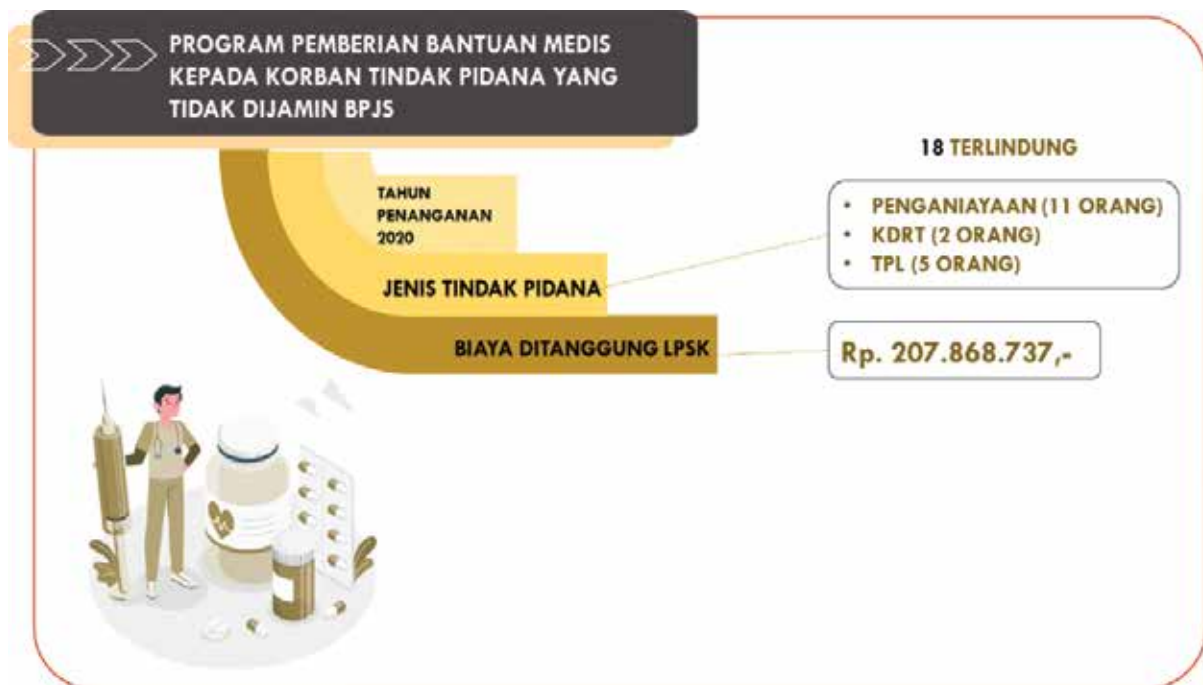 PROGRAM PEMBERIAN BANTUAN MEDIS
KEPADA KORBAN TINDAK PIDANA YANG
TIDAK DIJAMIN BPJS
18 TERLINDUNG
TAHUN
PENANGANAN
2020
• PENGANIAYAAN (11 ORANG)
• KDRT (2 ORANG)
• TPL (5 ORANG)
JENIS TINDAK PIDANA
BIAYA DITANGGUNG LPSK
Rp. 207.868.737,-